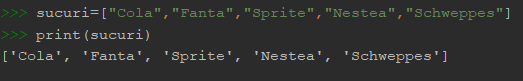 >>> sucuri=["Cola","Fanta","Sprite","Nestea","Schweppes"]
>>> print(sucuri)
['Cola', 'Fanta', 'Sprite', 'Nestea', 'Schweppes']